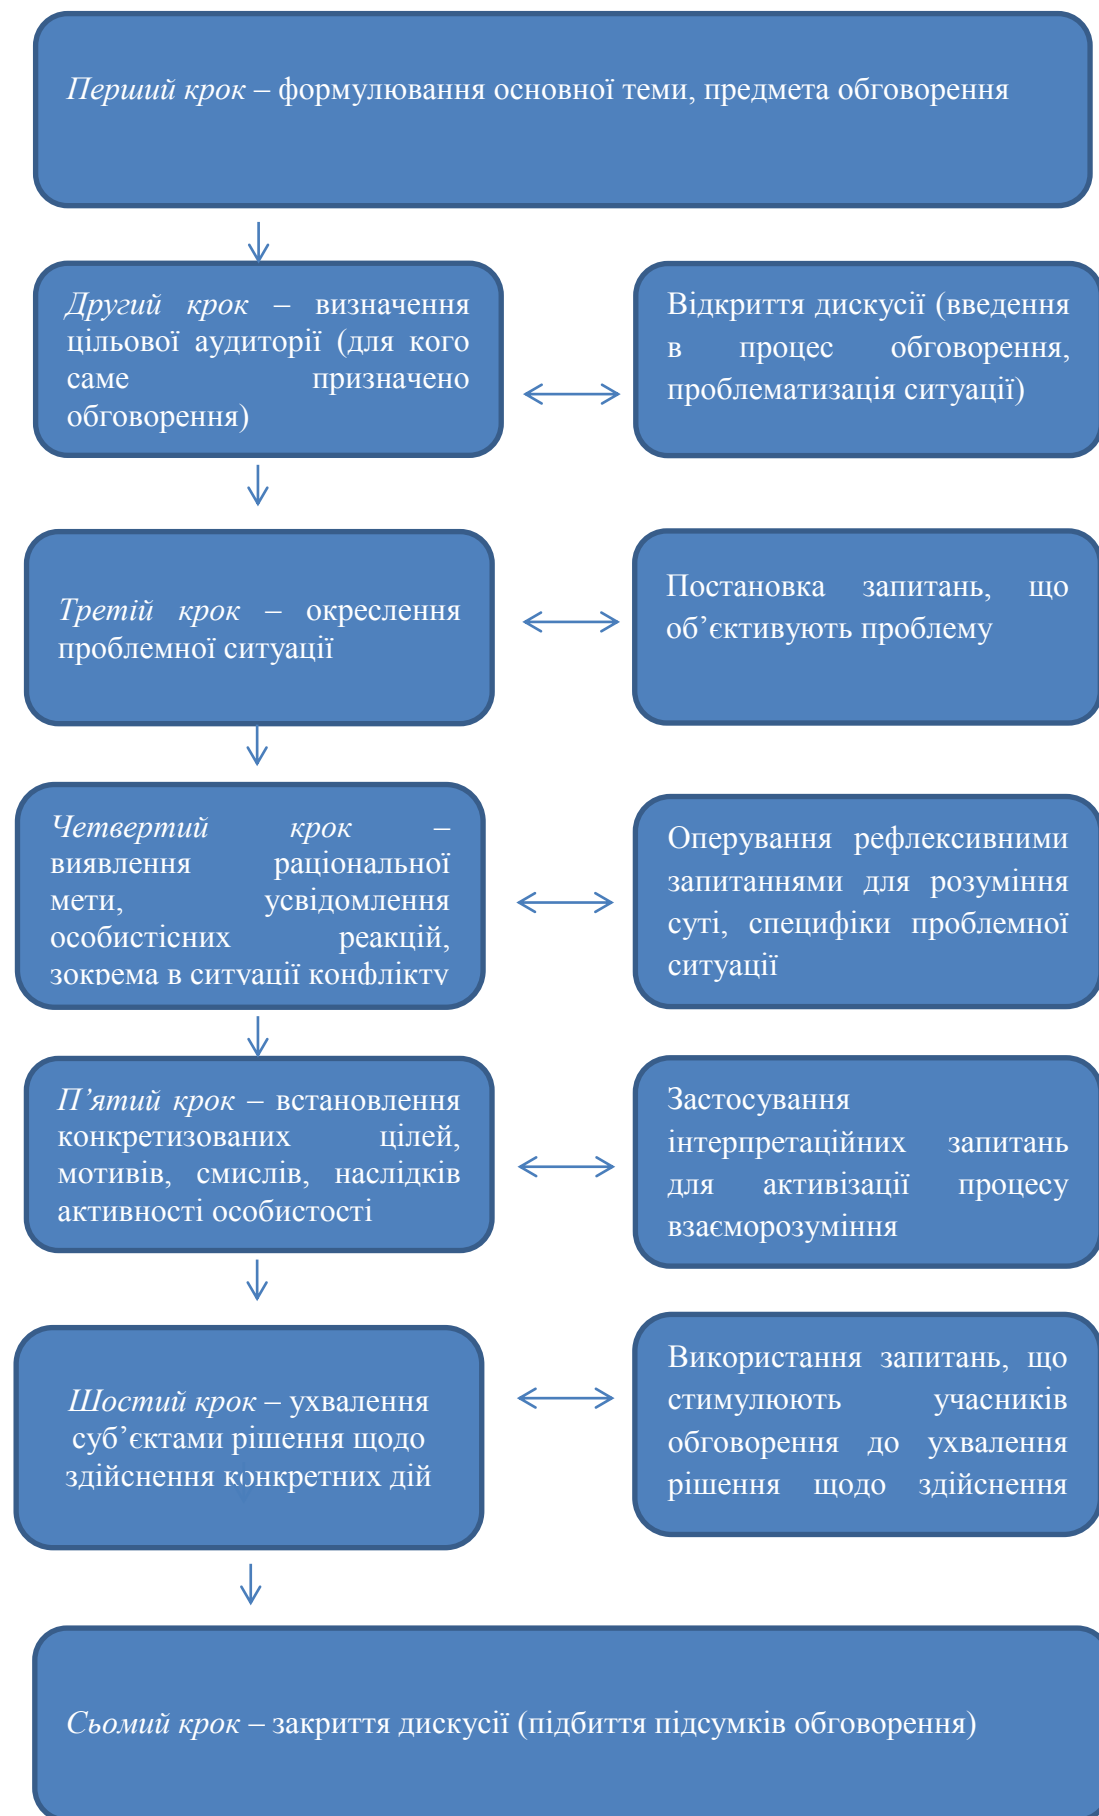 Перший крок – формулювання основної теми, предмета обговорення
Другий крок – визначення
цільової аудиторії (для кого
саме призначено
обговорення)
Відкриття дискусії (введення
в процес обговорення,
проблематизація ситуації)
Третій крок – окреслення
проблемної ситуації
Постановка запитань, що
об’єктивують проблему
Четвертий крок –
виявлення раціональної
мети, усвідомлення
особистісних реакцій,
зокрема в ситуації конфлікту
Оперування рефлексивними
запитаннями для розуміння
суті, специфіки проблемної
ситуації
П’ятий крок – встановлення
конкретизованих цілей,
мотивів, смислів, наслідків
активності особистості
Застосування
інтерпретаційних запитань
для активізації процесу
взаєморозуміння
Шостий крок – ухвалення
суб’єктами рішення щодо
здійснення конкретних дій
Використання запитань, що
стимулюють учасників
обговорення до ухвалення
рішення щодо здійснення
Сьомий крок – закриття дискусії (підбиття підсумків обговорення)